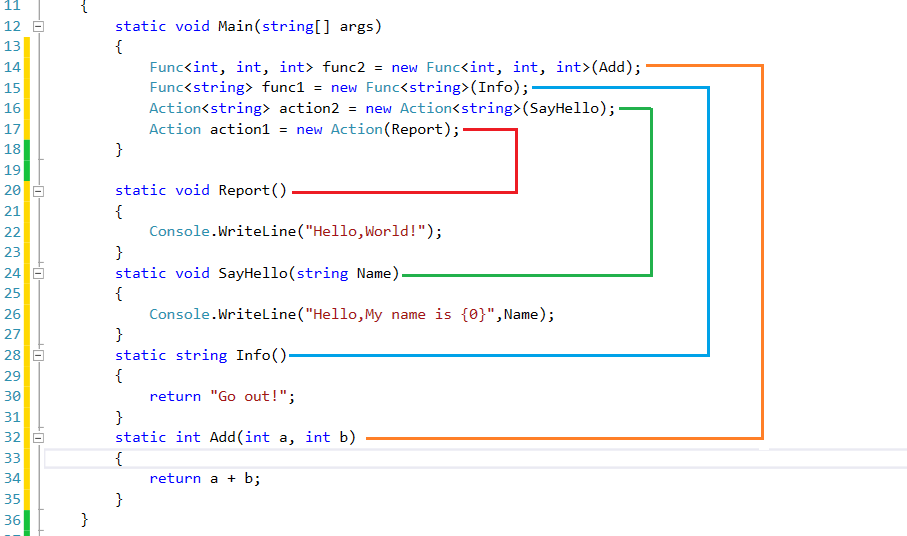 11 {
12 static void Main(string[] args)
13 {
14 Func<int, int, int> func2 = new Func<int, int, int>(Add);
15 Func<string> func1 = new Func<string>(Info);
16 Action<string> action2 = new Action<string>(SayHello);
17 Action action1 = new Action(Report);
18 }
19
20 static void Report()
21 {
22 Console.WriteLine("Hello,World!");
23 }
24 static void SayHello(string Name)
25 {
26 Console.WriteLine("Hello,My name is {0}",Name);
27 }
28 static string Info()
29 {
30 return "Go out!";
31 }
32 static int Add(int a, int b)
33 {
34 return a + b;
35 }
36 }